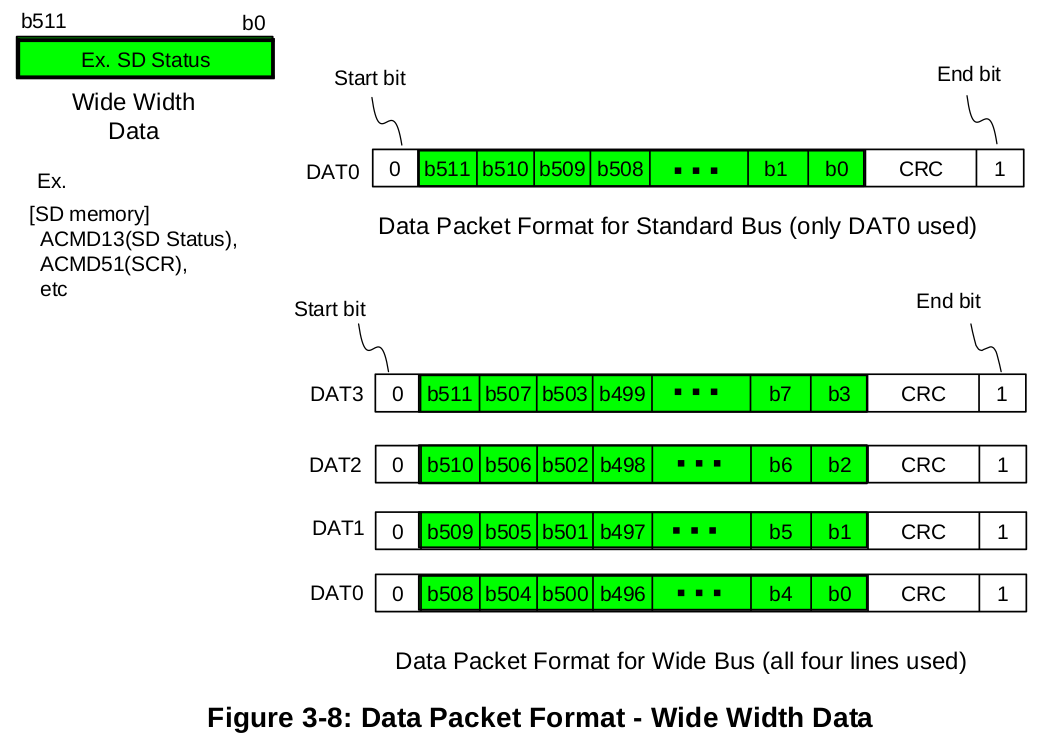 b511 b0
Ex. SD Status
Wide Width
Data
Ex.
[SD memory]
ACMD13(SD Status),
ACMD51(SCR),
etc
Start bit End bit
DAT0 0 b511 b510 b509 b508 ▪ ▪ ▪ b1 b0 CRC 1
Data Packet Format for Standard Bus (only DAT0 used)
Start bit End bit
DAT3 0 b511 b507 b503 b499 ▪ ▪ ▪ b7 b3 CRC 1
DAT2 0 b510 b506 b502 b498 ▪ ▪ ▪ b6 b2 CRC 1
DAT1 0 b509 b505 b501 b497 ▪ ▪ ▪ b5 b1 CRC 1
DAT0 0 b508 b504 b500 b496 ▪ ▪ ▪ b4 b0 CRC 1
Data Packet Format for Wide Bus (all four lines used)
Figure 3-8: Data Packet Format - Wide Width Data